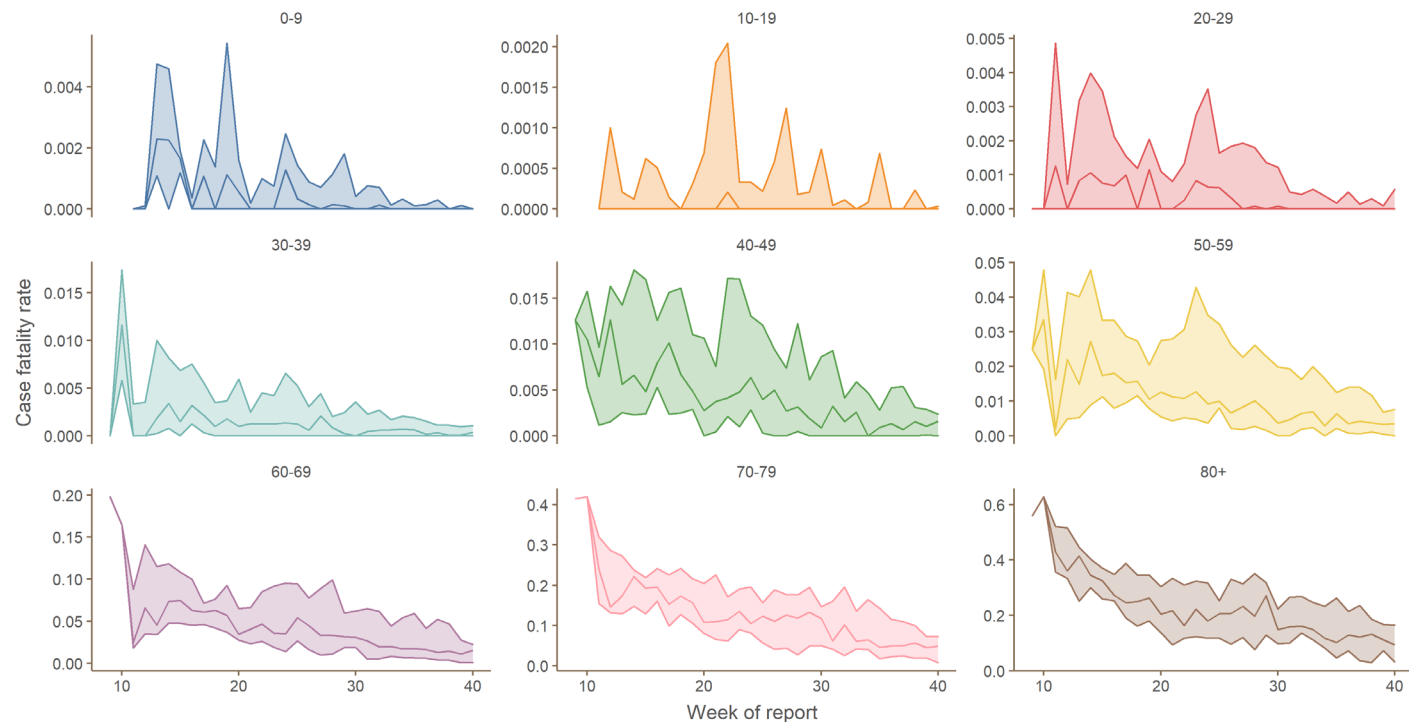 0-9 10-19 20-29
0.004 0.002 0.000
0.0020 0.0015 0.0010 0.0005 0.0000
0.005 0.004 0.003 0.002 0.001 0.000
Case fatality rate
30-39 40-49 50-59
0.015 0.010 0.005 0.000
0.015 0.010 0.005 0.000
0.05 0.04 0.03 0.02 0.01 0.00
60-69 70-79 80+
0.20 0.15 0.10 0.05 0.00
0.4 0.3 0.2 0.1 0.0
0.6 0.4 0.2 0.0
10 20 30 40 10 20 30 40 10 20 30 40
Week of report